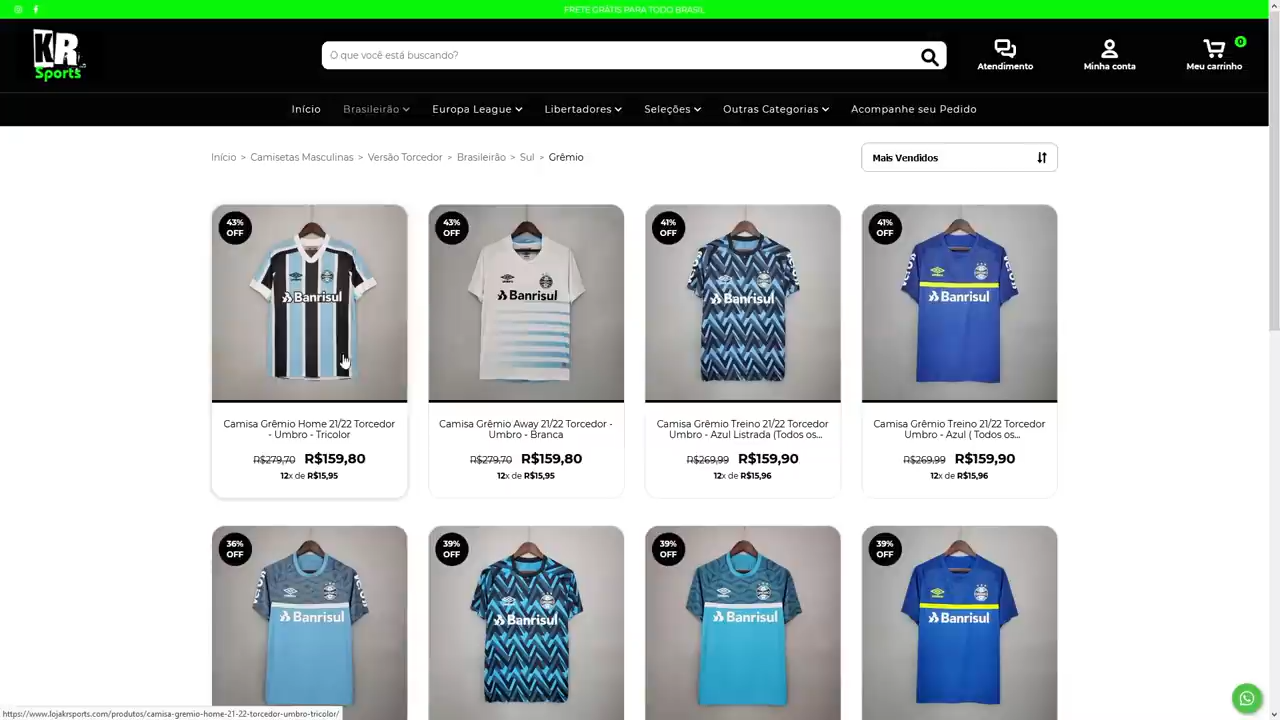 FRETE GRÁTIS PARA TODO BRASIL
KR
Sports
O que você está buscando?
Atendimento
Minha conta
0
Meu carrinho
Início
Brasileirão
Europa League
Libertadores
Seleções
Outras Categorias
Acompanhe seu Pedido
Início > Camisetas Masculinas > Versão Torcedor > Brasileirão > Sul > Grêmio
Mais Vendidos
43%
OFF
Banrisul
Camisa Grêmio Home 21/22 Torcedor
- Umbro - Tricolor
R$279,70 R$159,80
12x de R$15,95
43%
OFF
Banrisul
Camisa Grêmio Away 21/22 Torcedor -
Umbro - Branca
R$279,70 R$159,80
12x de R$15,95
41%
OFF
Banrisul
Camisa Grêmio Treino 21/22 Torcedor
Umbro - Azul Listrada (Todos os...
R$269,99 R$159,90
12x de R$15,96
41%
OFF
Banrisul
Camisa Grêmio Treino 21/22 Torcedor
Umbro - Azul ( Todos os...
R$269,99 R$159,90
12x de R$15,96
36%
OFF
Banrisul
39%
OFF
Banrisul
39%
OFF
Banrisul
39%
OFF
Banrisul
https://www.lojakrsports.com/produtos/camisa-gremio-home-21-22-torcedor-umbro-tricolor/